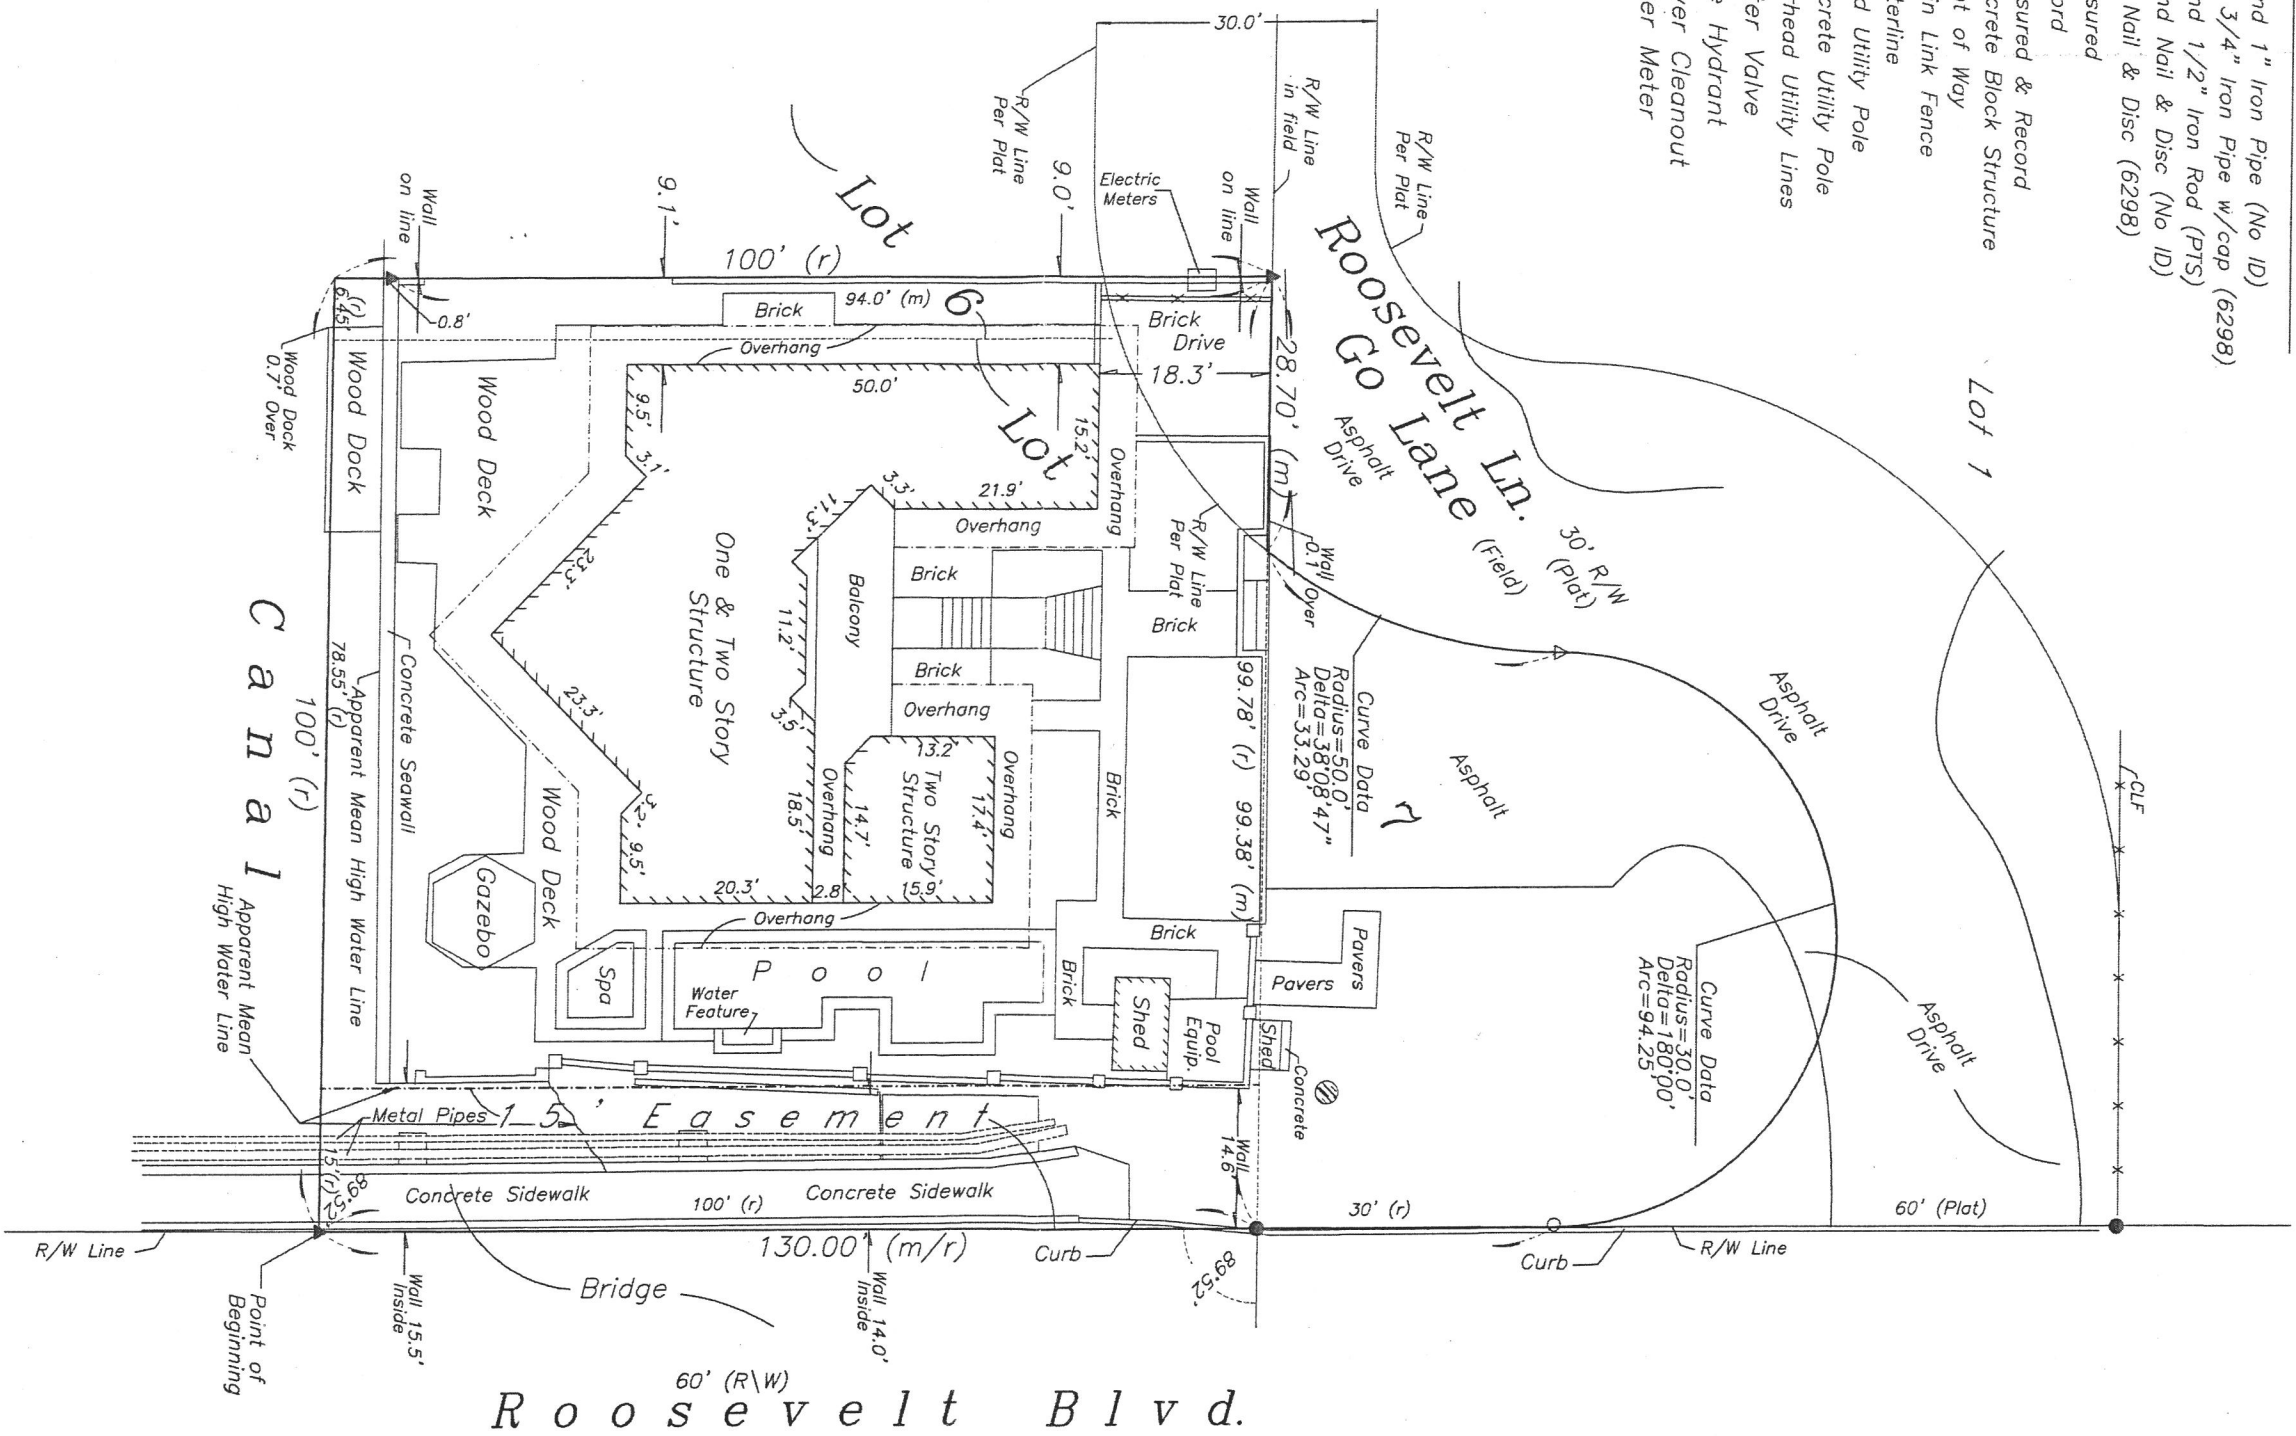 nd 1" Iron Pipe (No ID)
3/4" Iron Pipe w/cap (6298)
nd 1/2" Iron Rod (PTS)
nd Nail & Disc (No ID)
Nail & Disc (6298)
sured
ord
sured & Record
crete Block Structure
t of Way
in Link Fence
terline
d Utility Pole
crete Utility Pole
rhead Utility Lines
ter Valve
e Hydrant
ver Cleanout
er Meter
30.0'
R/W Line
Per Plat
R/W Line
in field
R/W Line
Per Plat
Lot 1
Roosevelt Ln.
Go Lane
(Field)
30' R/W
(Plat)
Asphalt
Drive
Asphalt
Drive
Asphalt
Asphalt
Drive
CLF
Lot
9.1'
9.0'
Electric
Meters
Wall
on line
Wall
on line
100' (r)
94.0' (m)
6
Lot
7
Brick
Brick
Drive
18.3'
28.70' (m)
Overhang
50.0'
15.2'
9.5'
3.1'
23.3'
23.3'
3.2'
9.5'
20.3'
2.8'
15.9'
3.3'
21.9'
11.3'
11.2'
3.5'
18.5'
13.2'
14.7'
17.4'
One & Two Story
Structure
Two Story
Structure
Balcony
Overhang
Overhang
Overhang
Overhang
Overhang
Overhang
Brick
Brick
Brick
Brick
Brick
Brick
R/W Line
Per Plat
Wall
0.1'
Over
99.78' (r)
99.38' (m)
Curve Data
Radius=50.0'
Delta=38°08'47"
Arc=33.29'
Curve Data
Radius=30.0'
Delta=180°00'
Arc=94.25'
6.45'
(r)
0.8'
Wood Dock
0.7' Over
Wood Dock
Wood Deck
Wood Deck
Gazebo
Spa
Pool
Water
Feature
Shed
Pool
Equip.
Shed
Concrete
Pavers
Pavers
Concrete Seawall
Apparent Mean High Water Line
78.55' (r)
100' (r)
Canal
Apparent Mean
High Water Line
Metal Pipes
15' Easement
15' (r)
89°52'
Wall
14.6'
Concrete Sidewalk
Concrete Sidewalk
100' (r)
30' (r)
60' (Plat)
130.00' (m/r)
R/W Line
Curb
89°52'
Curb
R/W Line
Point of
Beginning
Wall 15.5'
Inside
Bridge
Wall 14.0'
Inside
60' (R\W)
Roosevelt Blvd.